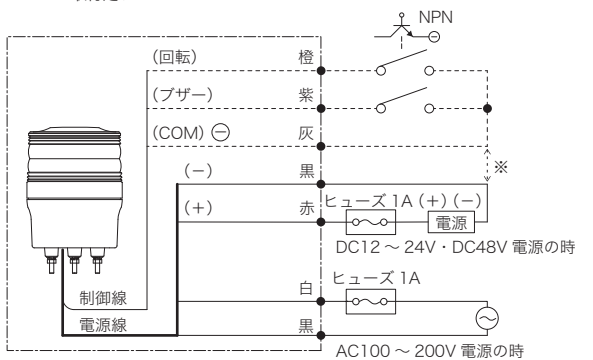 NPN
(回転) 橙
(ブザー) 紫
(COM) ⊖ 灰
※
(−) 黒
(+) 赤
ヒューズ 1A (+) (−)
電源
DC12 ~ 24V・DC48V 電源の時
制御線
電源線
白
ヒューズ 1A
黒
AC100 ~ 200V 電源の時